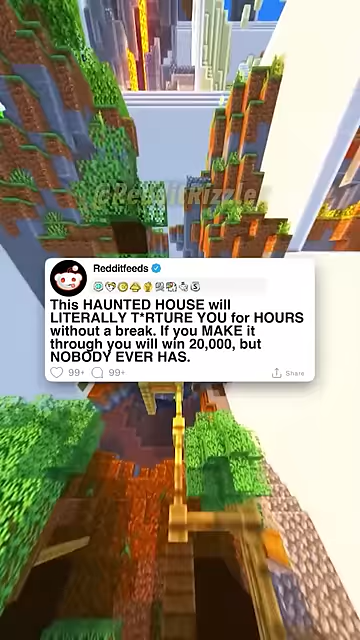 @RedditRizzler
Redditfeeds
This HAUNTED HOUSE will
LITERALLY T*RTURE YOU for HOURS
without a break. If you MAKE it
through you will win 20,000, but
NOBODY EVER HAS.
99+ 99+ Share